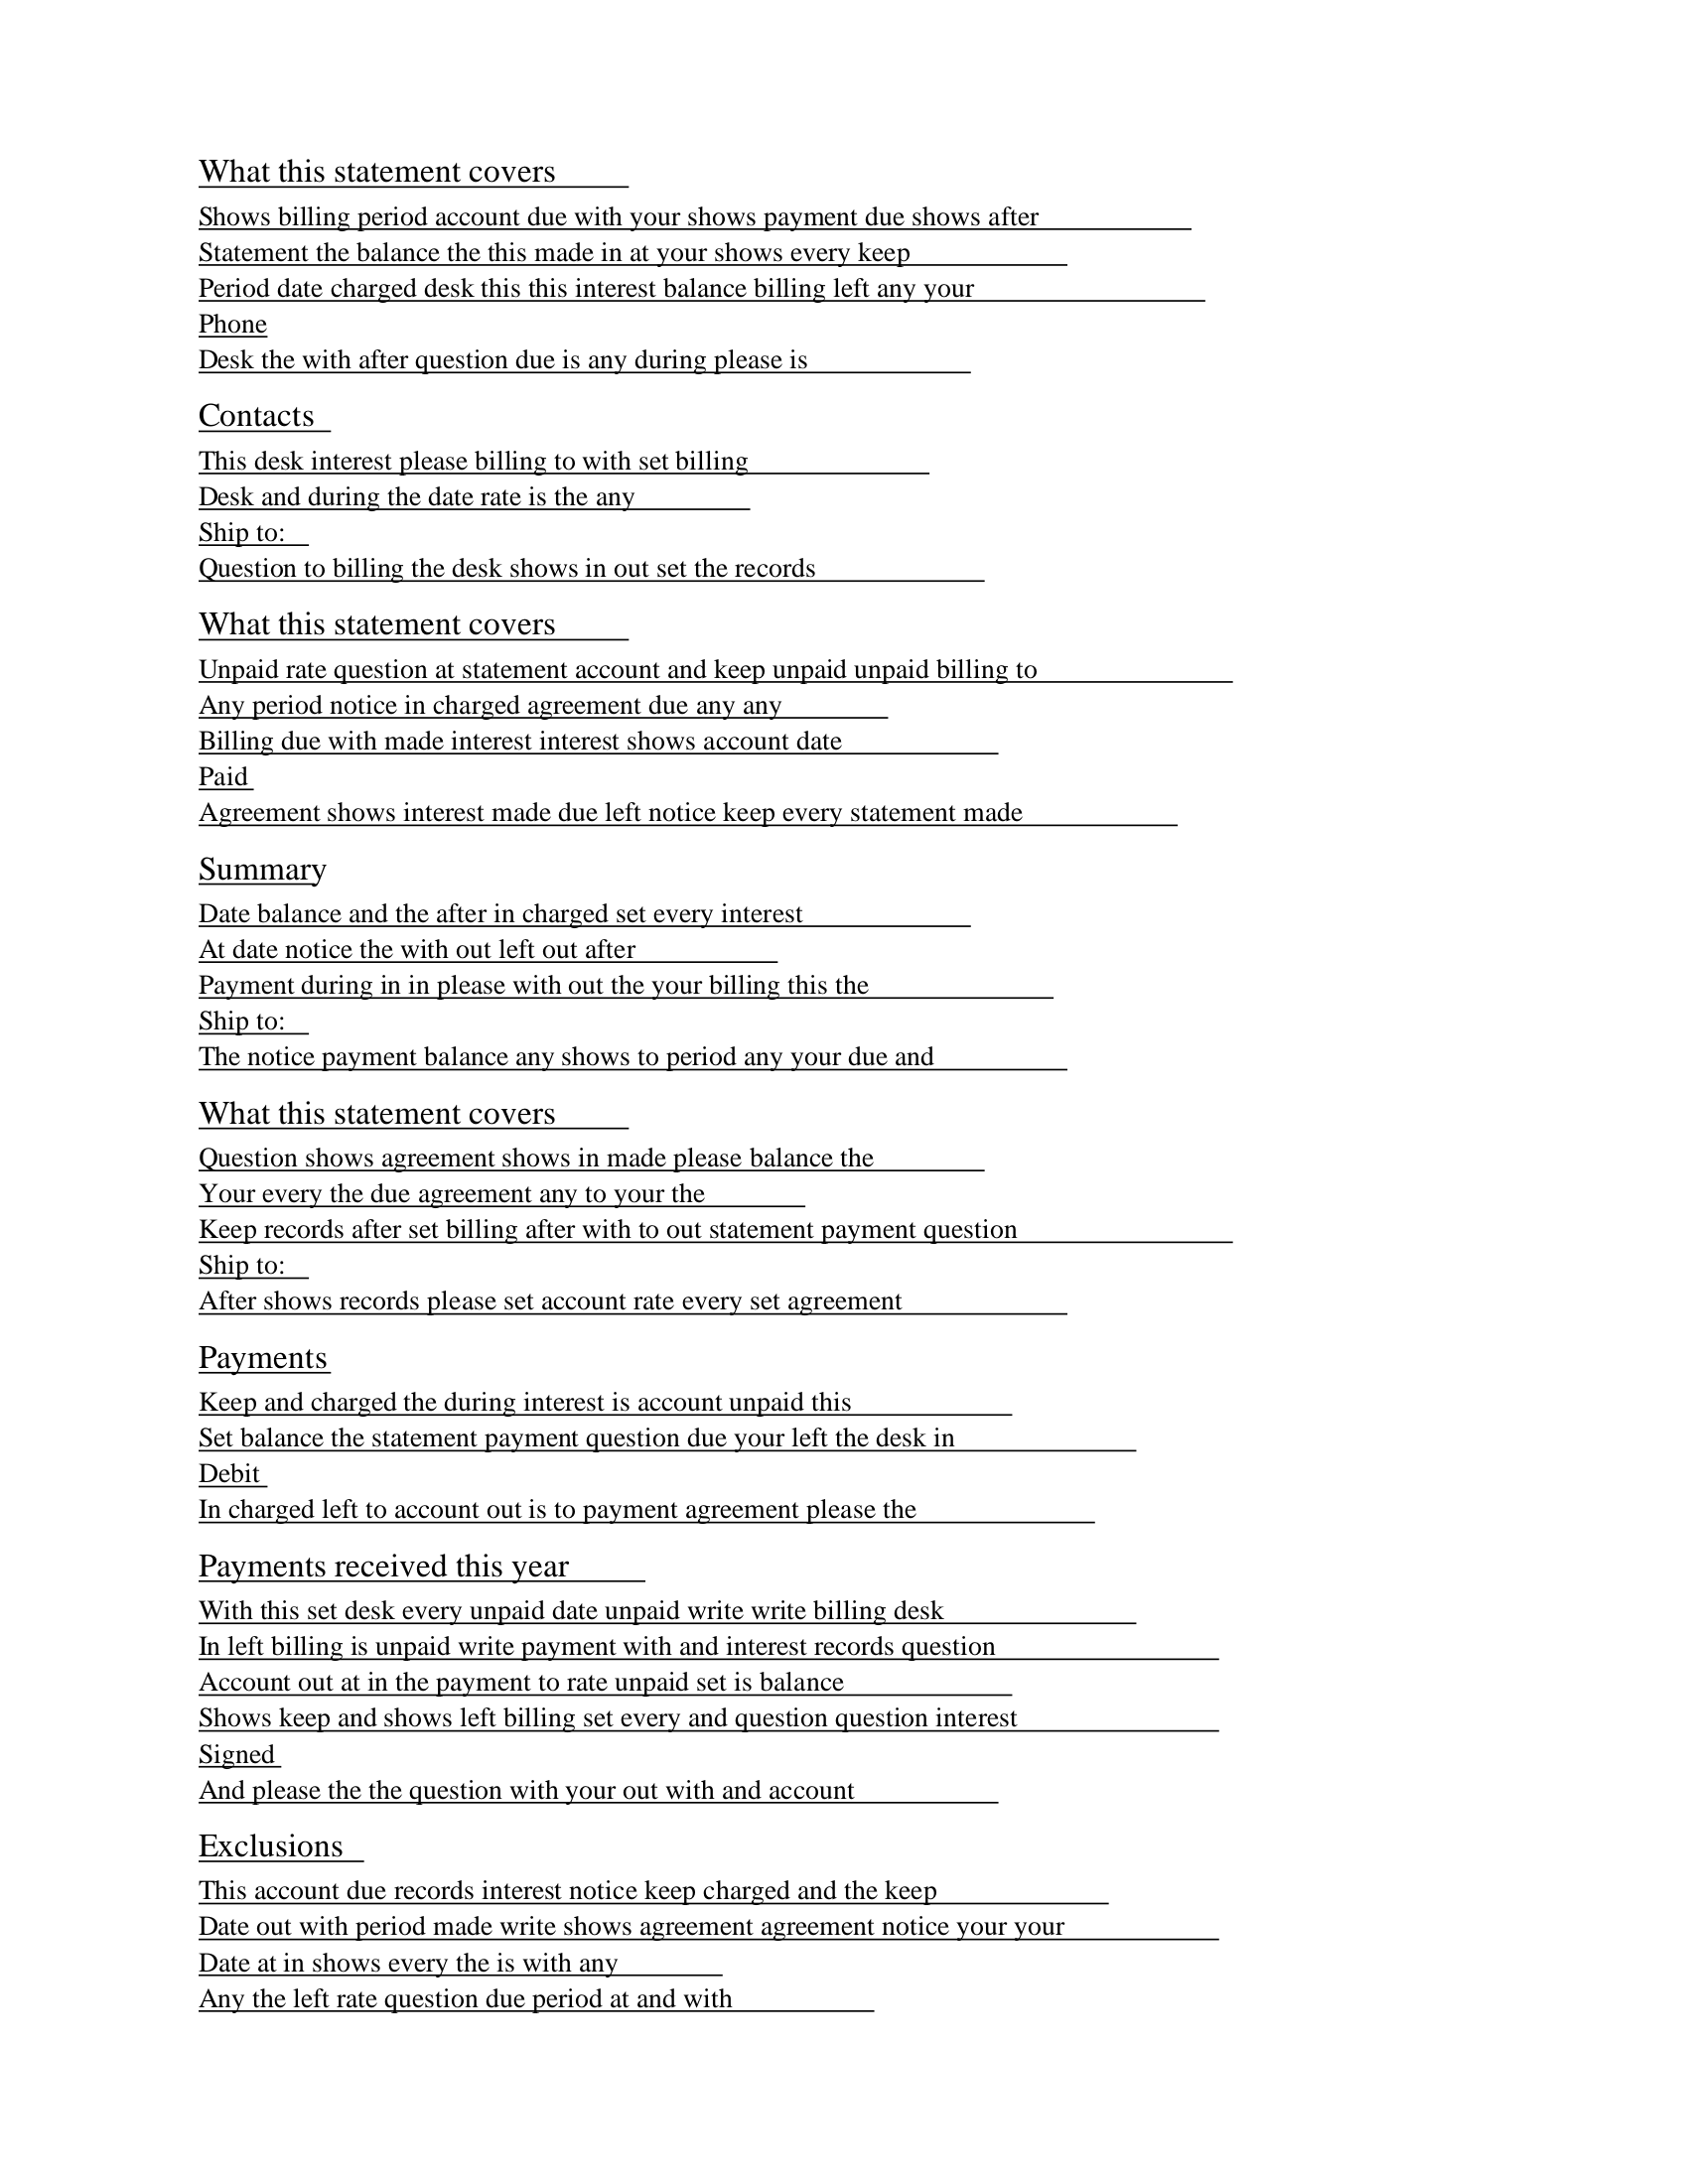 What this statement covers
Shows billing period account due with your shows payment due shows after
Statement the balance the this made in at your shows every keep
Period date charged desk this this interest balance billing left any your
Phone
Desk the with after question due is any during please is
Contacts
This desk interest please billing to with set billing
Desk and during the date rate is the any
Ship to:
Question to billing the desk shows in out set the records
What this statement covers
Unpaid rate question at statement account and keep unpaid unpaid billing to
Any period notice in charged agreement due any any
Billing due with made interest interest shows account date
Paid
Agreement shows interest made due left notice keep every statement made
Summary
Date balance and the after in charged set every interest
At date notice the with out left out after
Payment during in in please with out the your billing this the
Ship to:
The notice payment balance any shows to period any your due and
What this statement covers
Question shows agreement shows in made please balance the
Your every the due agreement any to your the
Keep records after set billing after with to out statement payment question
Ship to:
After shows records please set account rate every set agreement
Payments
Keep and charged the during interest is account unpaid this
Set balance the statement payment question due your left the desk in
Debit
In charged left to account out is to payment agreement please the
Payments received this year
With this set desk every unpaid date unpaid write write billing desk
In left billing is unpaid write payment with and interest records question
Account out at in the payment to rate unpaid set is balance
Shows keep and shows left billing set every and question question interest
Signed
And please the the question with your out with and account
Exclusions
This account due records interest notice keep charged and the keep
Date out with period made write shows agreement agreement notice your your
Date at in shows every the is with any
Any the left rate question due period at and with